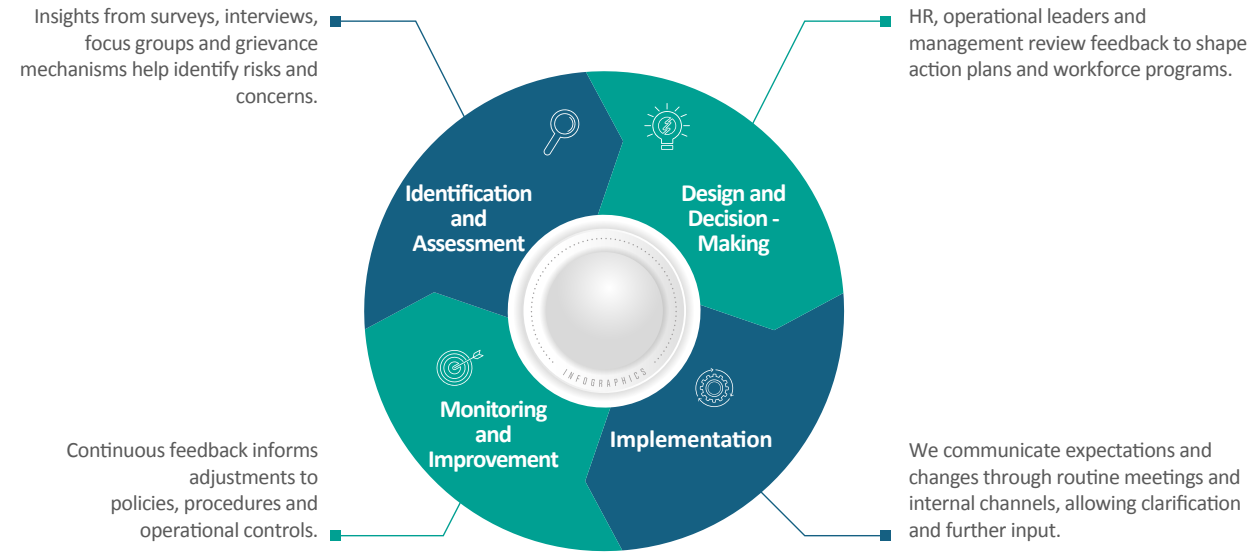 Insights from surveys, interviews,
focus groups and grievance
mechanisms help identify risks and
concerns.
HR, operational leaders and
management review feedback to shape
action plans and workforce programs.
Identification
and
Assessment
Design and
Decision -
Making
INFOGRAPHICS
Monitoring
and
Improvement
Implementation
Continuous feedback informs
adjustments to
policies, procedures and
operational controls.
We communicate expectations and
changes through routine meetings and
internal channels, allowing clarification
and further input.